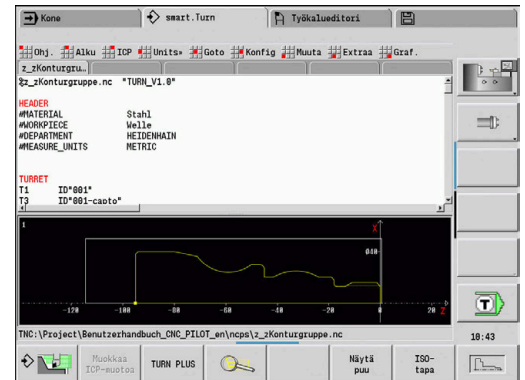 Kone
smart.Turn
Työkalueditori
Ohj. Alku ICP Units» Goto Konfig Muuta Extraa Graf.
z_zKonturgru…
%z_zKonturgruppe.nc "TURN_V1.0"
HEADER
#MATERIAL Stahl
#WORKPIECE Welle
#DEPARTMENT HEIDENHAIN
#MEASURE_UNITS METRIC
TURRET
T1 ID"001"
T3 ID"001-capto"
1
X
Ø40
-120 -100 -80 -60 -40 -20 0 20 Z
TNC:\Project\Benutzerhandbuch_CNC_PILOT_en\ncps\z_zKonturgruppe.nc
10:43
Muokkaa ICP-muotoa
TURN PLUS
Näytä puu
ISO-tapa
T